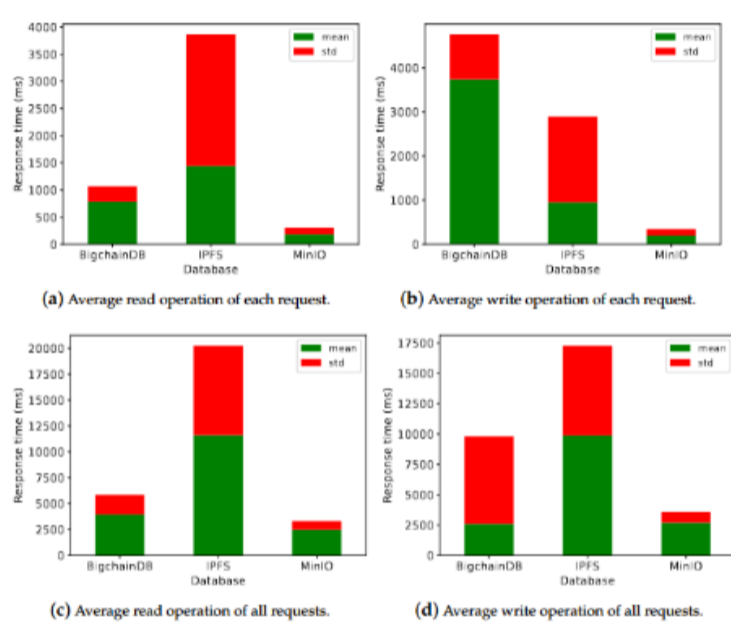 4000
3500
3000
2500
2000
1500
1000
500
0
Response time (ms)
mean
std
BigchainDB IPFS MinIO
Database
(a) Average read operation of each request.
4000
3000
2000
1000
0
Response time (ms)
mean
std
BigchainDB IPFS MinIO
Database
(b) Average write operation of each request.
20000
17500
15000
12500
10000
7500
5000
2500
0
Response time (ms)
mean
std
BigchainDB IPFS MinIO
Database
(c) Average read operation of all requests.
17500
15000
12500
10000
7500
5000
2500
0
Response time (ms)
mean
std
BigchainDB IPFS MinIO
Database
(d) Average write operation of all requests.